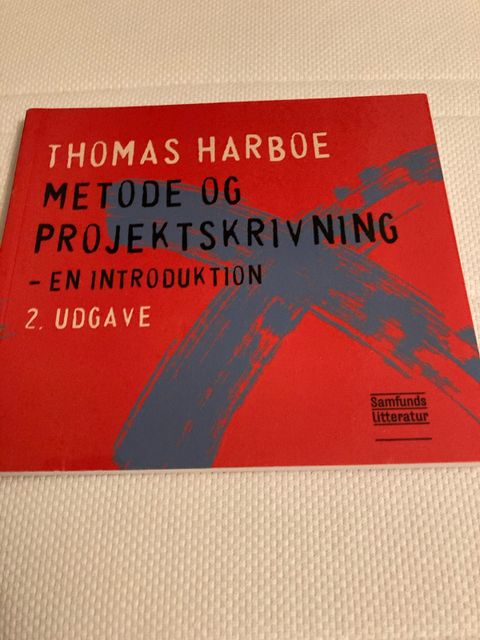 THOMAS HARBOE
METODE OG
PROJEKTSKRIVNING
- EN INTRODUKTION
2. UDGAVE
Samfunds
litteratur